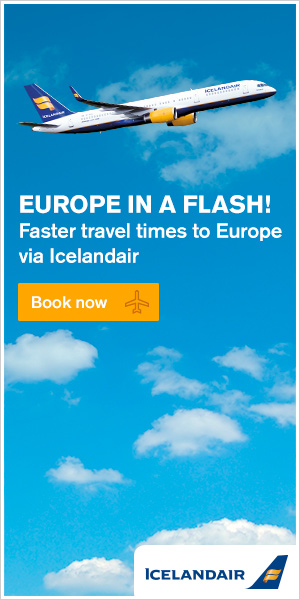 ICELANDAIR
EUROPE IN A FLASH!
Faster travel times to Europe
via Icelandair
Book now
ICELANDAIR